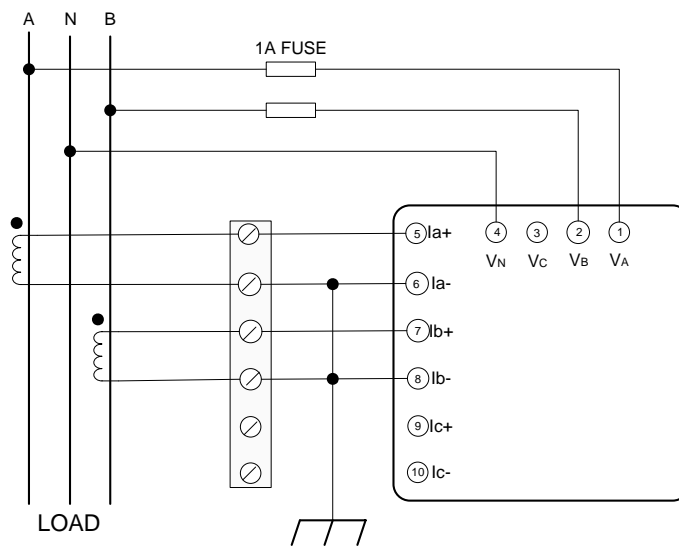 A N B
1A FUSE
5 Ia+ 4 3 2 1
VN VC VB VA
6 Ia-
7 Ib+
8 Ib-
9 Ic+
10 Ic-
LOAD